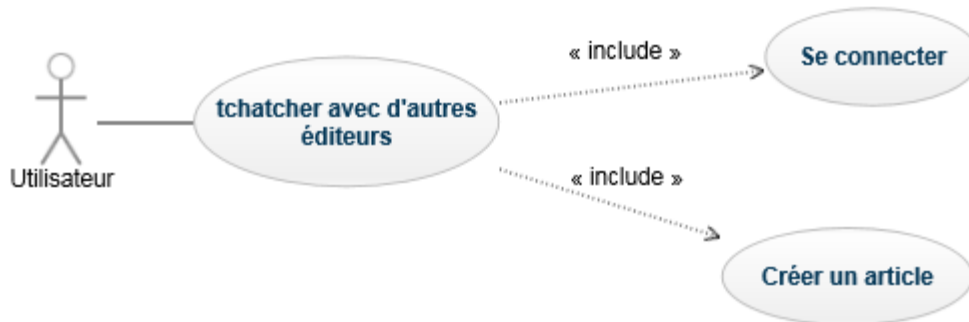 « include »
Se connecter
tchatcher avec d'autres
éditeurs
Utilisateur
« include »
Créer un article